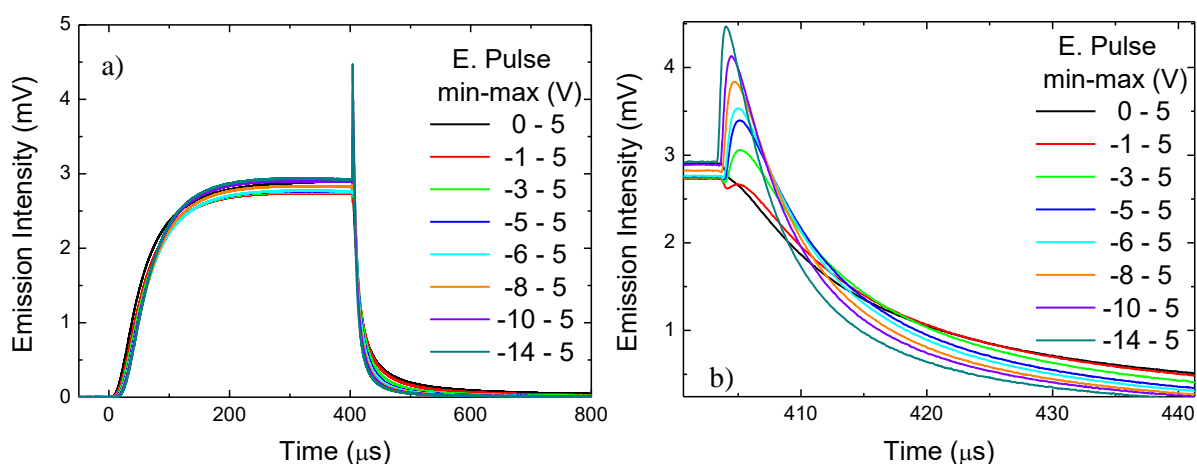 a)
E. Pulse
min-max (V)
0 - 5
-1 - 5
-3 - 5
-5 - 5
-6 - 5
-8 - 5
-10 - 5
-14 - 5
Emission Intensity (mV)
5
4
3
2
1
0
0 200 400 600 800
Time (μs)
b)
E. Pulse
min-max (V)
0 - 5
-1 - 5
-3 - 5
-5 - 5
-6 - 5
-8 - 5
-10 - 5
-14 - 5
Emission Intensity (mV)
4
3
2
1
410 420 430 440
Time (μs)